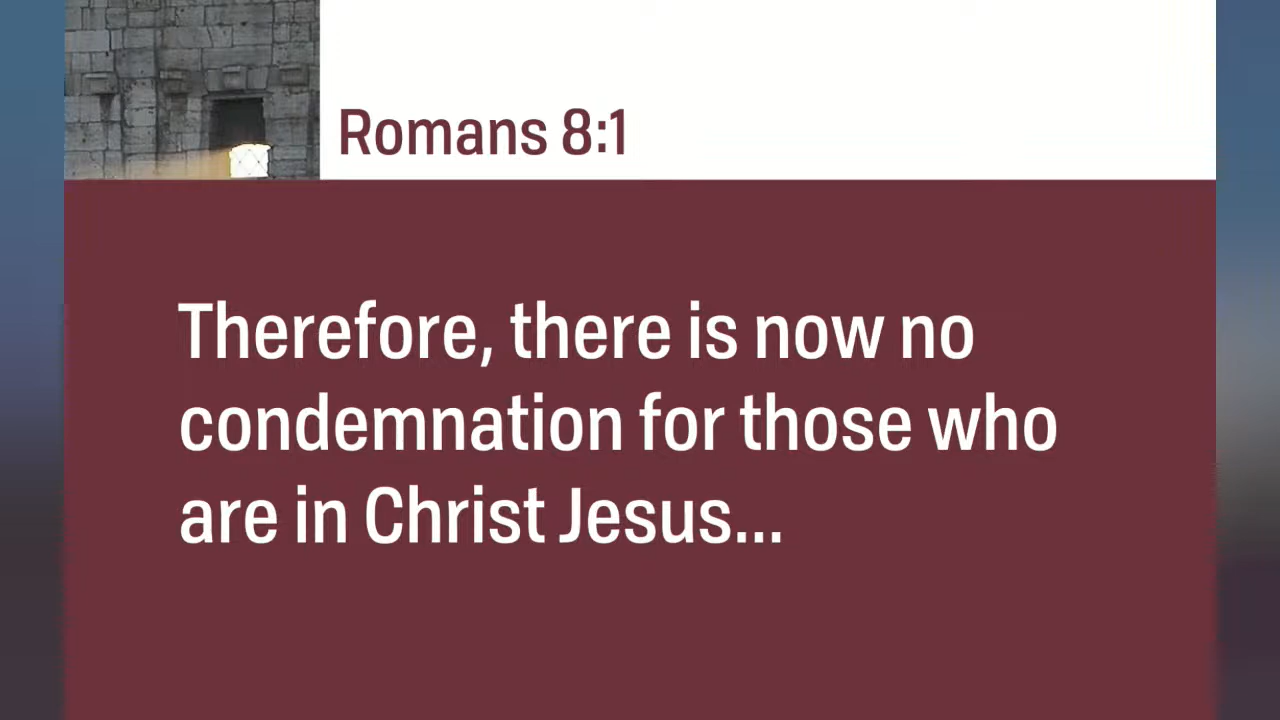 Romans 8:1
Therefore, there is now no
condemnation for those who
are in Christ Jesus...